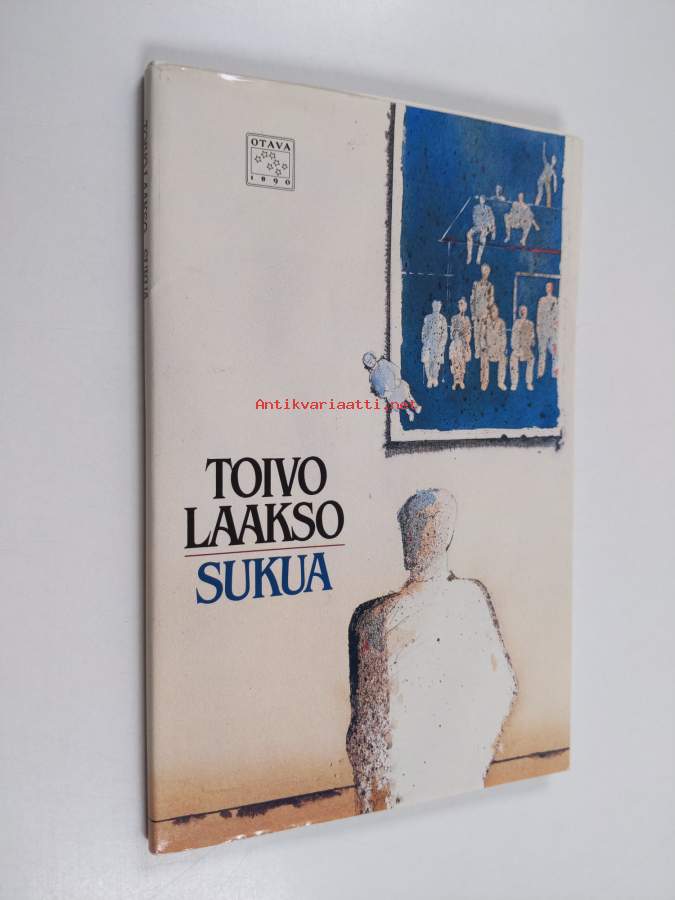 OTAVA
1890
TOIVO LAAKSO SUKUA
Antikvariaatti.net
TOIVO
LAAKSO
SUKUA